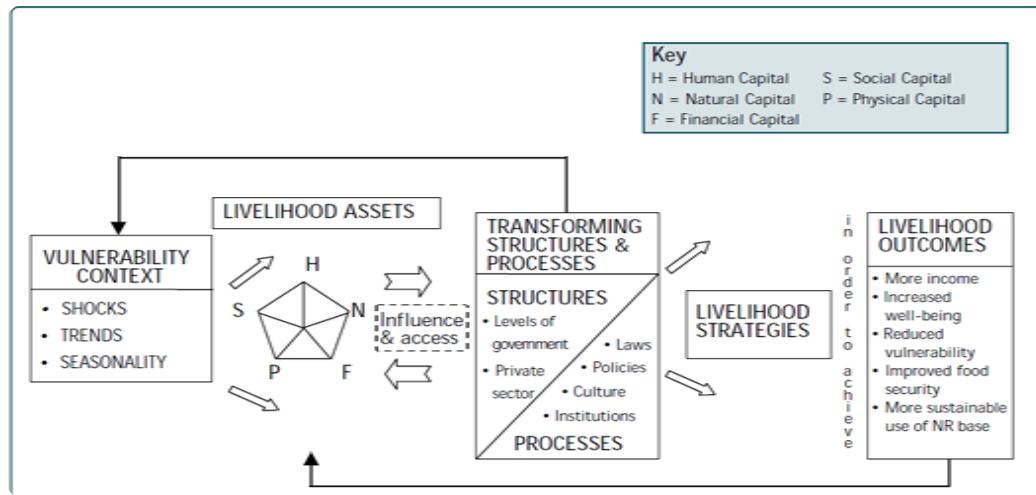 Key
H = Human Capital S = Social Capital
N = Natural Capital P = Physical Capital
F = Financial Capital
LIVELIHOOD ASSETS
VULNERABILITY
CONTEXT
• SHOCKS
• TRENDS
• SEASONALITY
H
S
N
P
F
Influence
& access
TRANSFORMING
STRUCTURES &
PROCESSES
STRUCTURES
• Levels of
government
• Private
sector
• Laws
• Policies
• Culture
• Institutions
PROCESSES
LIVELIHOOD
STRATEGIES
in order to achieve
LIVELIHOOD
OUTCOMES
• More income
• Increased
well-being
• Reduced
vulnerability
• Improved food
security
• More sustainable
use of NR base